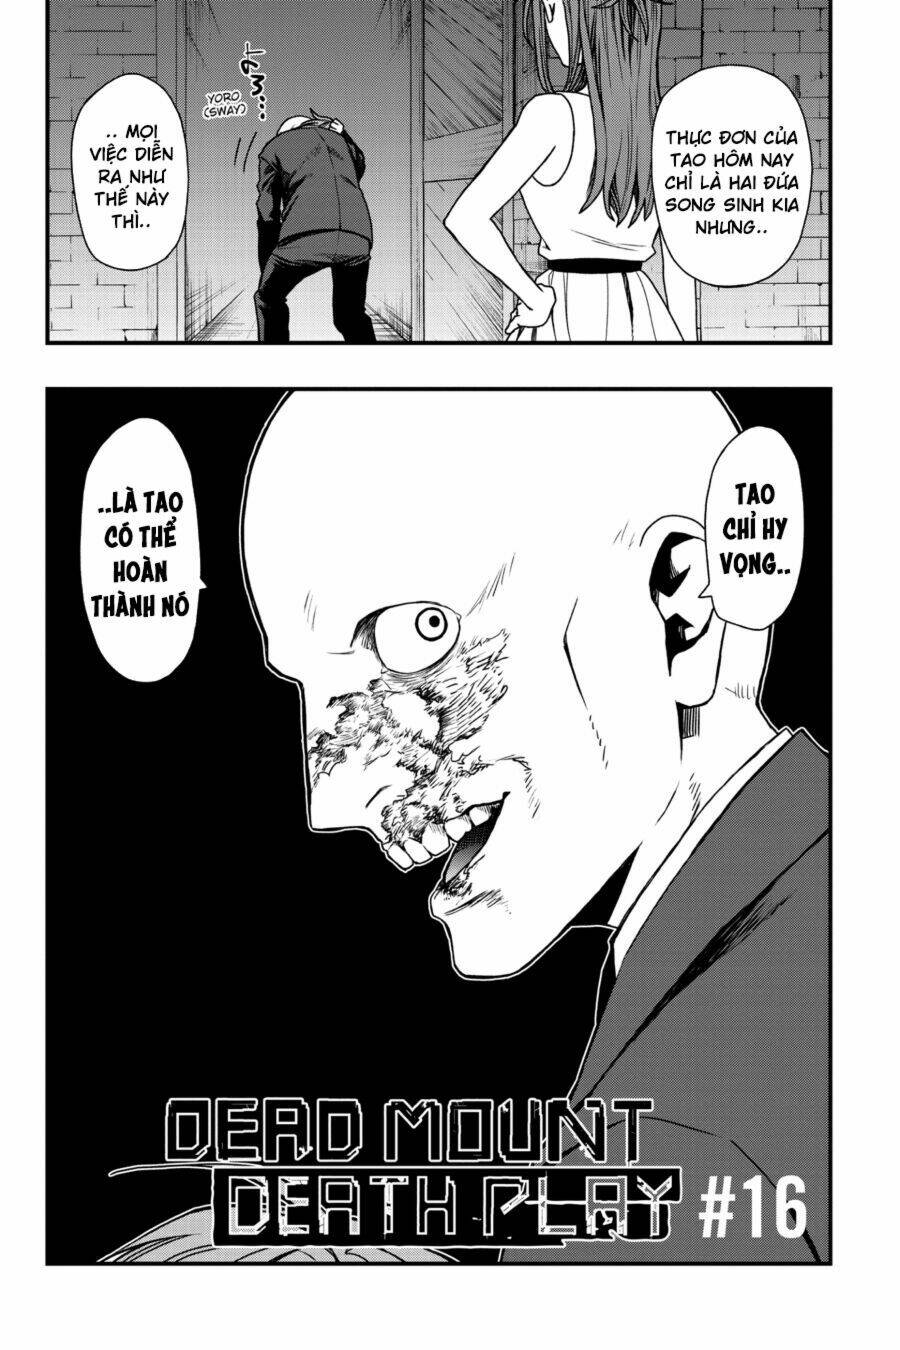 THỰC ĐƠN CỦA
TAO HÔM NAY
CHỈ LÀ HAI ĐỨA
SONG SINH KIA
NHƯNG..
よろ...
YORO
(SWAY)
.. MỌI
VIỆC DIỄN
RA NHƯ
THẾ NÀY
THÌ..
TAO
CHỈ HY
VỌNG..
..LÀ TAO
CÓ THỂ
HOÀN
THÀNH NÓ
DEAD MOUNT
DEATH PLAY #16